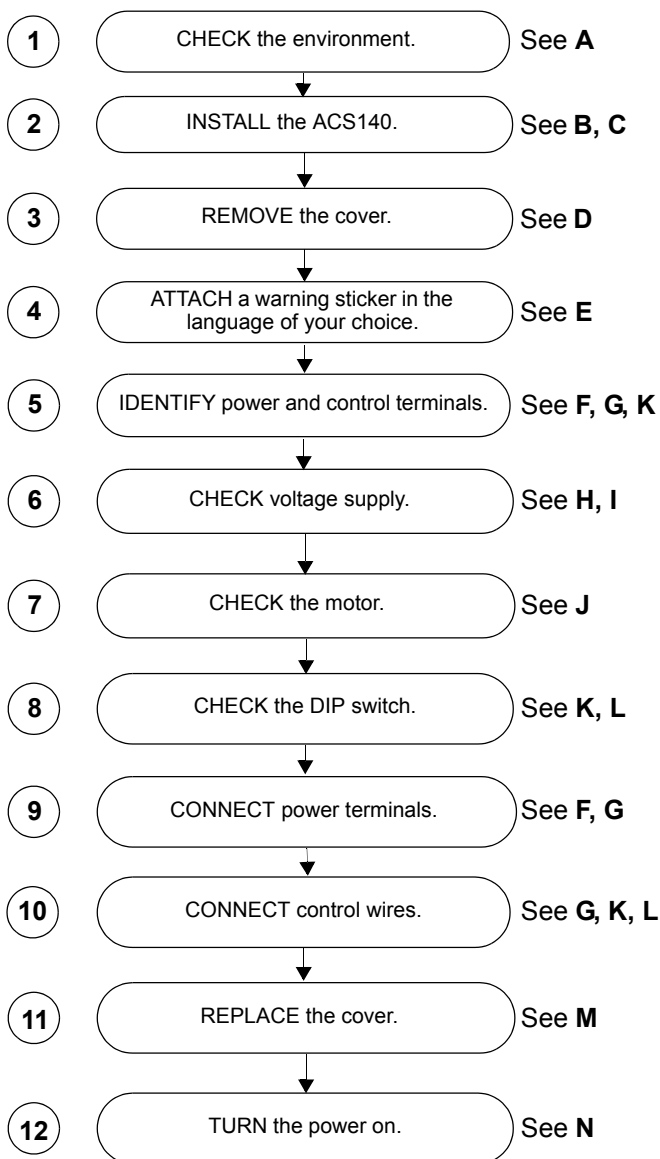 1 CHECK the environment. See A
2 INSTALL the ACS140. See B, C
3 REMOVE the cover. See D
4 ATTACH a warning sticker in the
language of your choice. See E
5 IDENTIFY power and control terminals. See F, G, K
6 CHECK voltage supply. See H, I
7 CHECK the motor. See J
8 CHECK the DIP switch. See K, L
9 CONNECT power terminals. See F, G
10 CONNECT control wires. See G, K, L
11 REPLACE the cover. See M
12 TURN the power on. See N